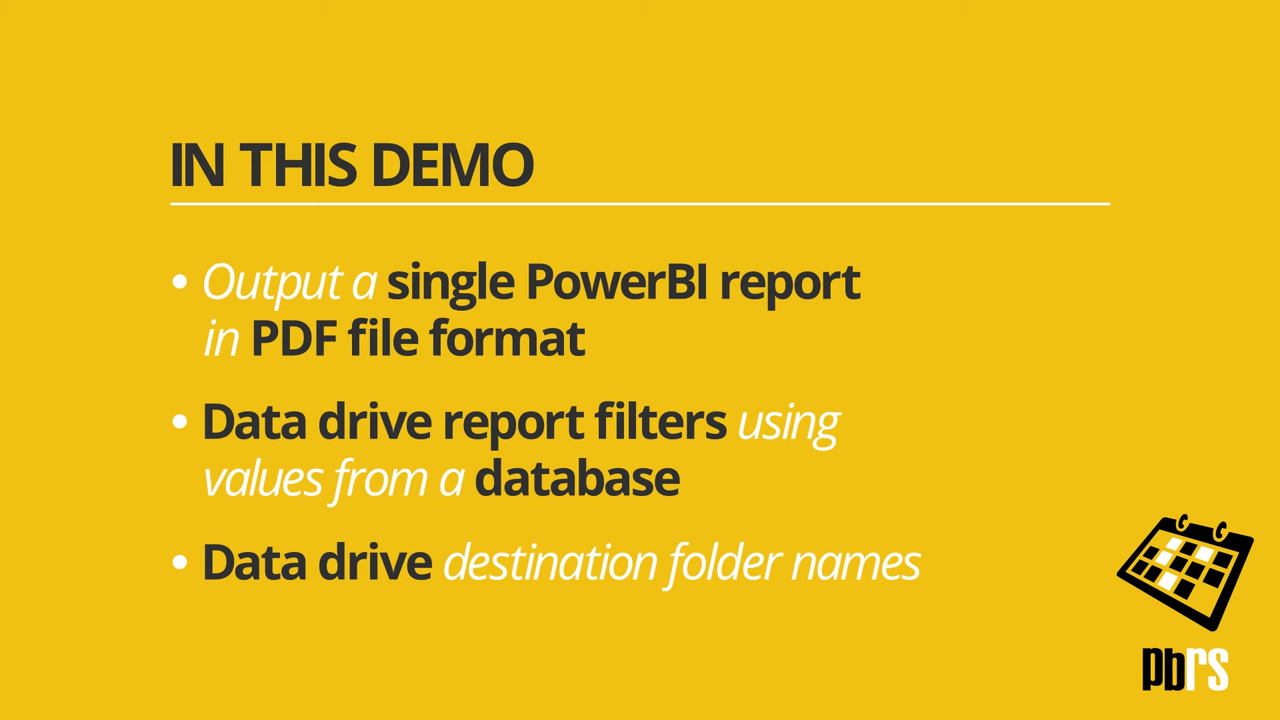 IN THIS DEMO
• Output a single PowerBI report
in PDF file format
• Data drive report filters using
values from a database
• Data drive destination folder names
pbrs